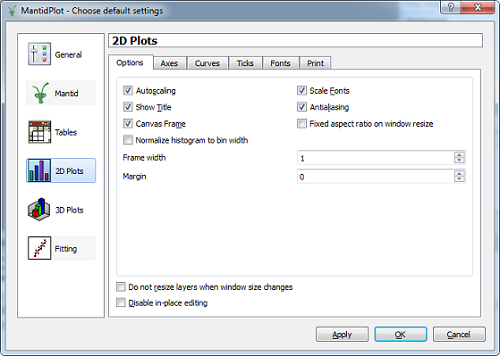 MantidPlot - Choose default settings
General
Mantid
Tables
2D Plots
3D Plots
Fitting
2D Plots
Options Axes Curves Ticks Fonts Print
Autoscaling Scale Fonts
Show Title Antialiasing
Canvas Frame Fixed aspect ratio on window resize
Normalize histogram to bin width
Frame width 1
Margin 0
Do not resize layers when window size changes
Disable in-place editing
Apply OK Cancel